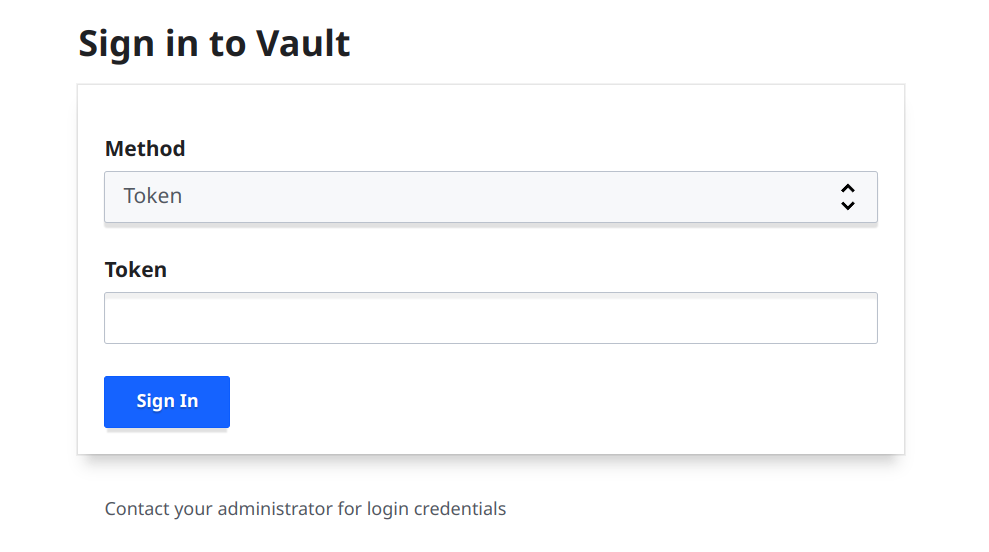 Sign in to Vault
Method
Token
Token
Sign In
Contact your administrator for login credentials